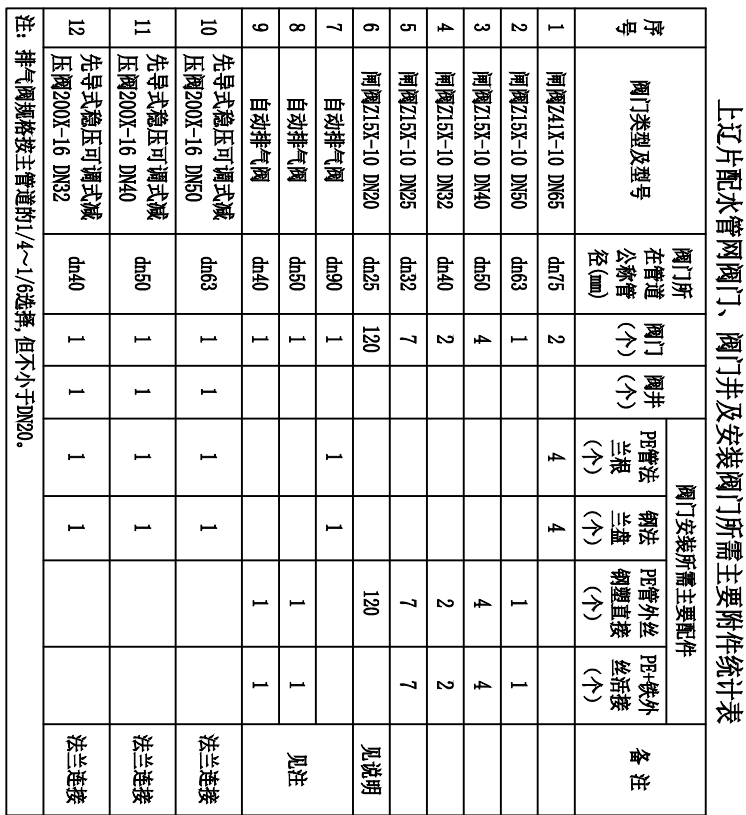 上辽片配水管网阀门、阀门井及安装阀门所需主要附件统计表
序号 阀门类型及型号 阀门所在管道公称管径(mm) 阀门(个) 阀井(个) 阀门安装所需主要配件 备 注
PE管法兰根(个) 钢法兰盘(个) PE管外丝钢塑直接(个) PE+铁外丝活接(个)
1 闸阀Z41X-10 DN65 dn75 2 4 4
2 闸阀Z15X-10 DN50 dn63 1 1 1
3 闸阀Z15X-10 DN40 dn50 4 4 4
4 闸阀Z15X-10 DN32 dn40 2 2 2
5 闸阀Z15X-10 DN25 dn32 7 7 7
6 闸阀Z15X-10 DN20 dn25 120 120 见说明
7 自动排气阀 dn90 1 1 1
8 自动排气阀 dn50 1 1 1 见注
9 自动排气阀 dn40 1 1 1
10 先导式稳压可调式减压阀200X-16 DN50 dn63 1 1 1 1 法兰连接
11 先导式稳压可调式减压阀200X-16 DN40 dn50 1 1 1 1 法兰连接
12 先导式稳压可调式减压阀200X-16 DN32 dn40 1 1 1 1 法兰连接
注：排气阀规格按主管道的1/4~1/6选择,但不小于DN20。